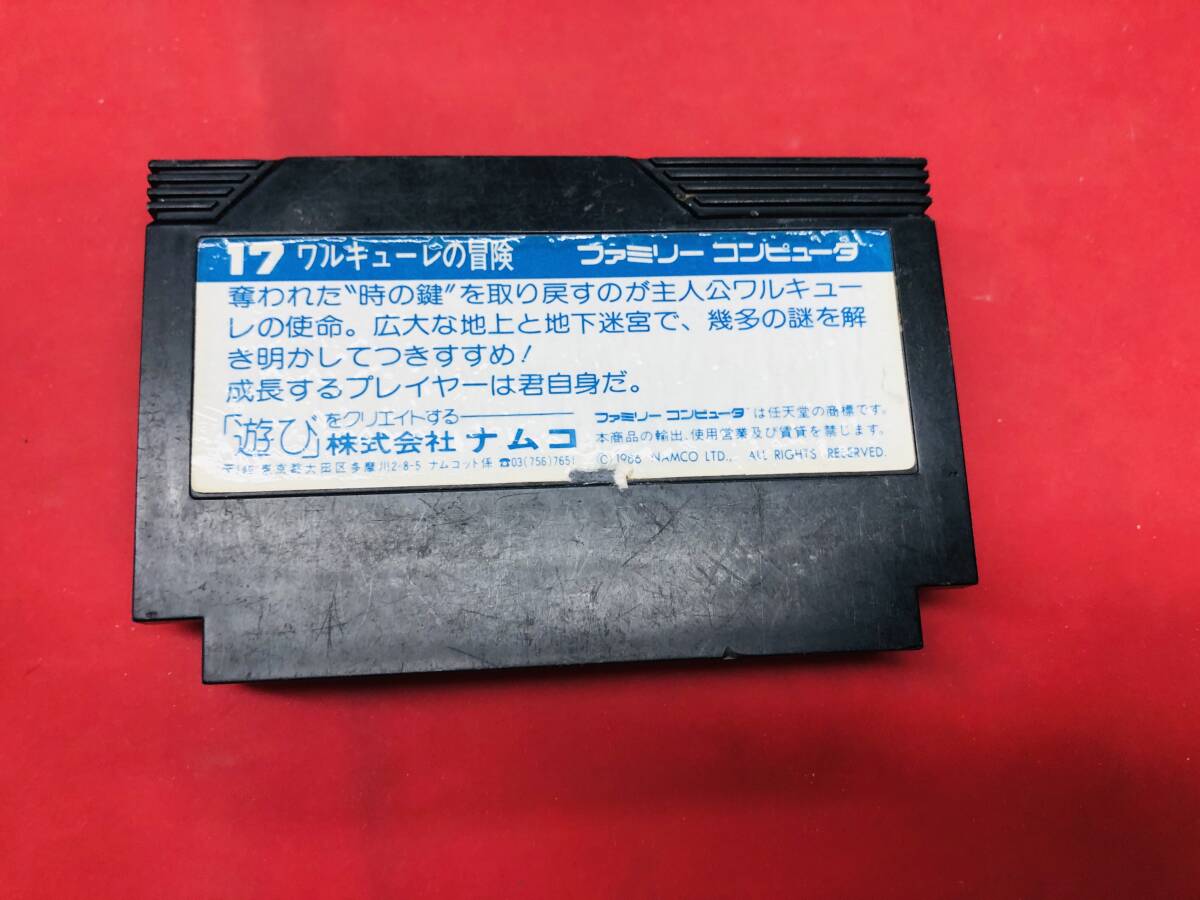 17 ワルキューレの冒険 ファミリー コンピュータ
奪われた“時の鍵”を取り戻すのが主人公ワルキュー
レの使命。広大な地上と地下迷宮で、幾多の謎を解
き明かしてつきすすめ!
成長するプレイヤーは君自身だ。
「遊び」をクリエイトする
株式会社 ナムコ
東京都大田区多摩川2-8-5 ナムコット係 ☎03(756)7651
ファミリー コンピュータ™は任天堂の商標です。
本商品の輸出、使用営業及び賃貸を禁じます。
©1986 NAMCO LTD., ALL RIGHTS RESERVED.